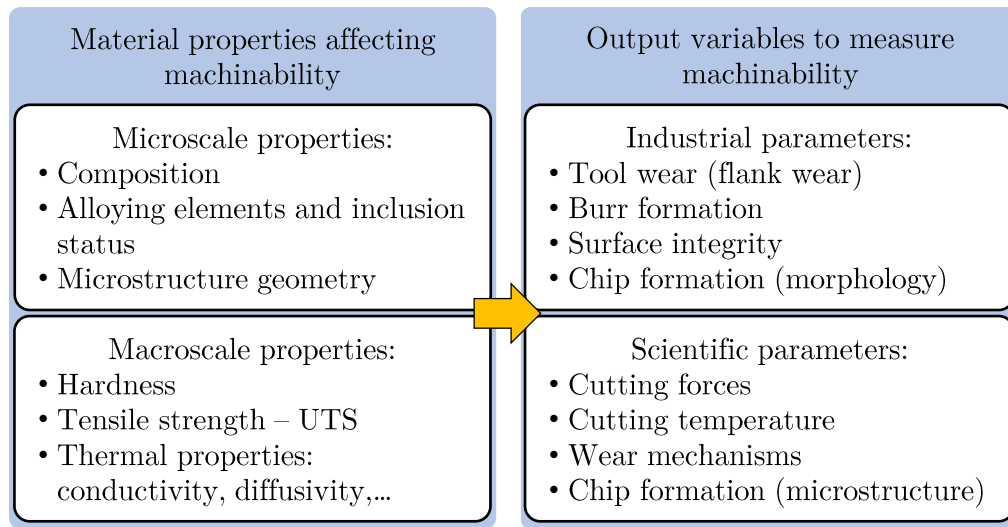 Material properties affecting
machinability
Microscale properties:
• Composition
• Alloying elements and inclusion
status
• Microstructure geometry
Macroscale properties:
• Hardness
• Tensile strength – UTS
• Thermal properties:
conductivity, diffusivity,...
Output variables to measure
machinability
Industrial parameters:
• Tool wear (flank wear)
• Burr formation
• Surface integrity
• Chip formation (morphology)
Scientific parameters:
• Cutting forces
• Cutting temperature
• Wear mechanisms
• Chip formation (microstructure)